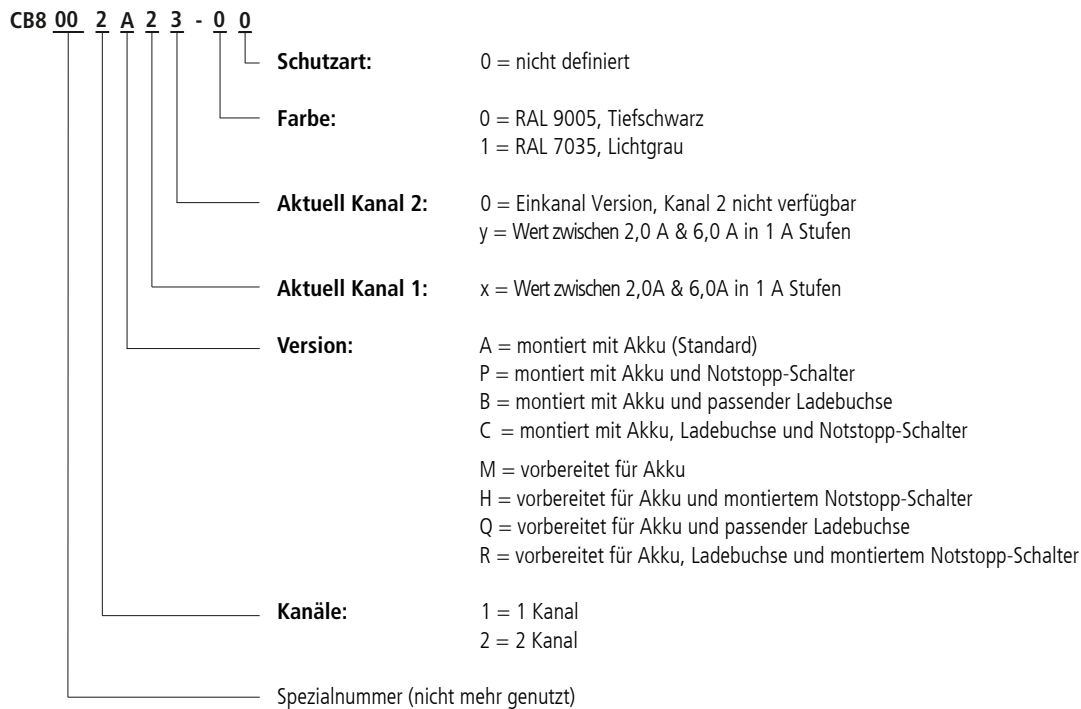 CB8 00 2 A 2 3 - 0 0
Schutzart: 0 = nicht definiert
Farbe: 0 = RAL 9005, Tiefschwarz
1 = RAL 7035, Lichtgrau
Aktuell Kanal 2: 0 = Einkanal Version, Kanal 2 nicht verfügbar
y = Wert zwischen 2,0 A & 6,0 A in 1 A Stufen
Aktuell Kanal 1: x = Wert zwischen 2,0A & 6,0A in 1 A Stufen
Version: A = montiert mit Akku (Standard)
P = montiert mit Akku und Notstopp-Schalter
B = montiert mit Akku und passender Ladebuchse
C = montiert mit Akku, Ladebuchse und Notstopp-Schalter
M = vorbereitet für Akku
H = vorbereitet für Akku und montiertem Notstopp-Schalter
Q = vorbereitet für Akku und passender Ladebuchse
R = vorbereitet für Akku, Ladebuchse und montiertem Notstopp-Schalter
Kanäle: 1 = 1 Kanal
2 = 2 Kanal
Spezialnummer (nicht mehr genutzt)